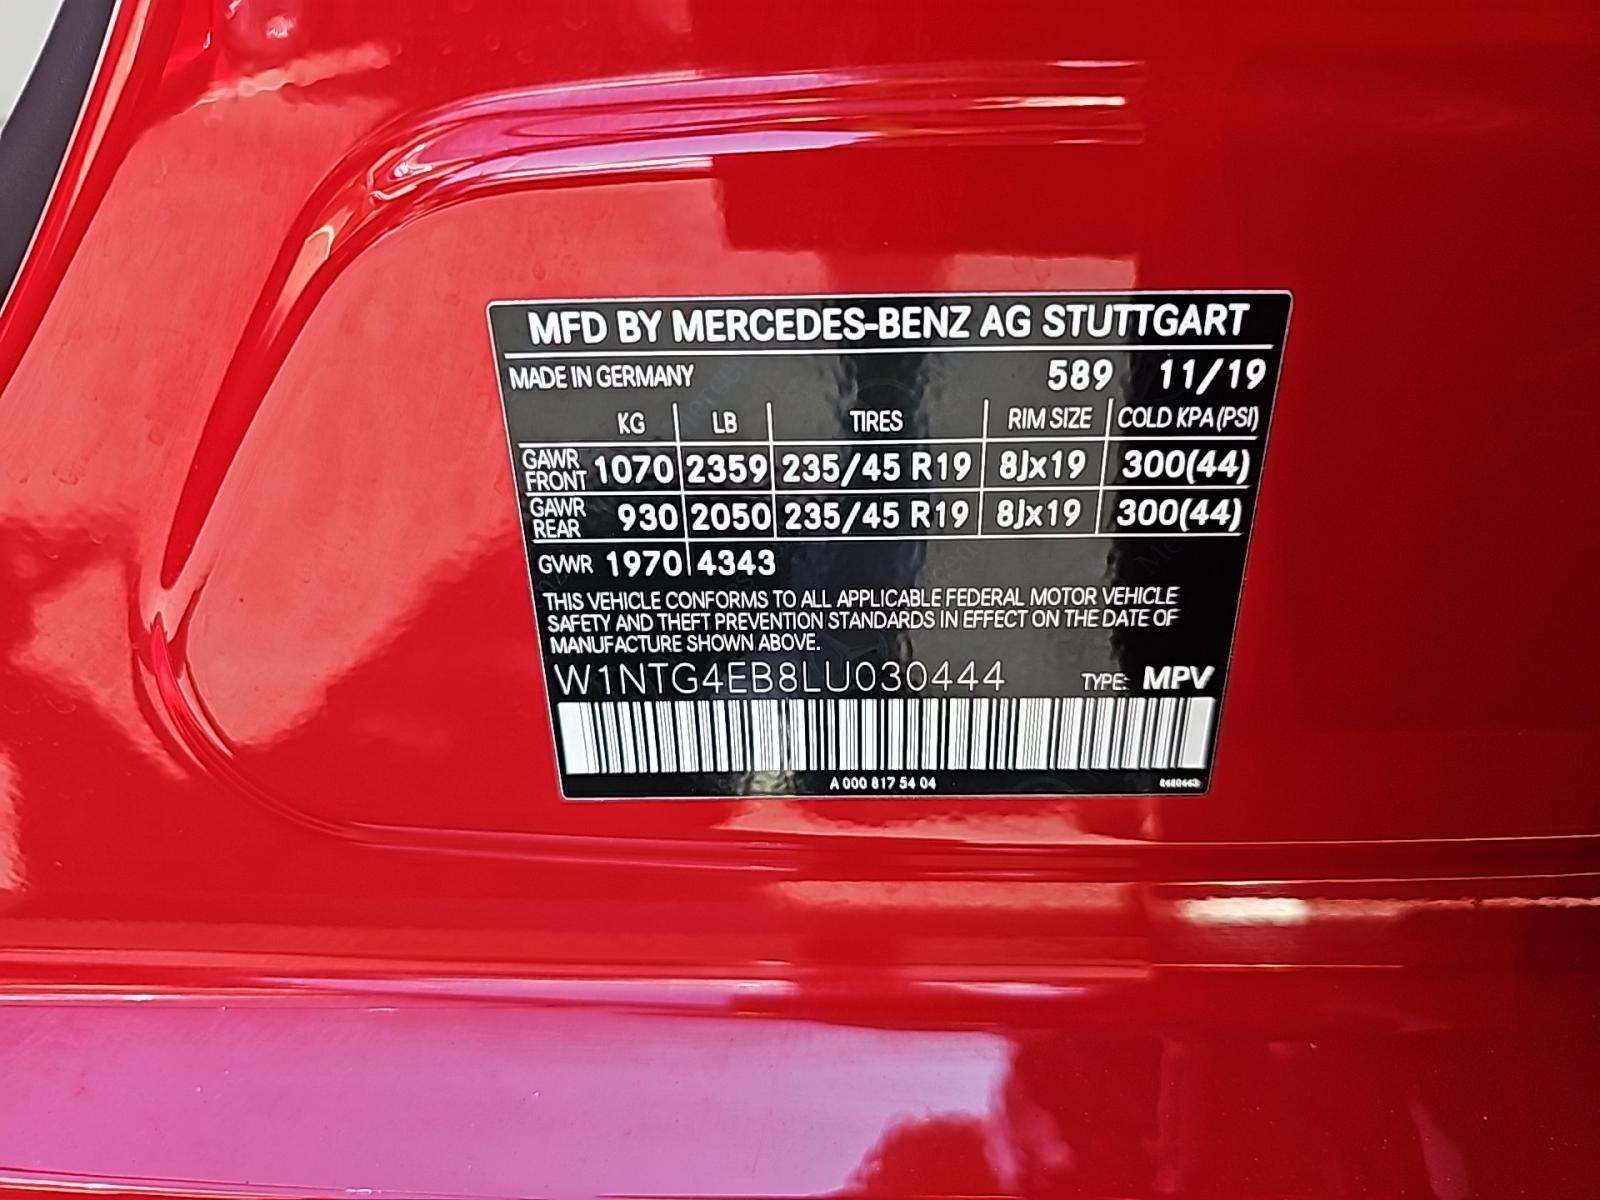 MFD BY MERCEDES-BENZ AG STUTTGART
MADE IN GERMANY 589 11/19
KG LB TIRES RIM SIZE COLD KPA (PSI)
GAWR FRONT 1070 2359 235/45 R19 8Jx19 300(44)
GAWR REAR 930 2050 235/45 R19 8Jx19 300(44)
GVWR 1970 4343
THIS VEHICLE CONFORMS TO ALL APPLICABLE FEDERAL MOTOR VEHICLE
SAFETY AND THEFT PREVENTION STANDARDS IN EFFECT ON THE DATE OF
MANUFACTURE SHOWN ABOVE.
W1NTG4EB8LU030444 TYPE: MPV
A 000 817 54 04